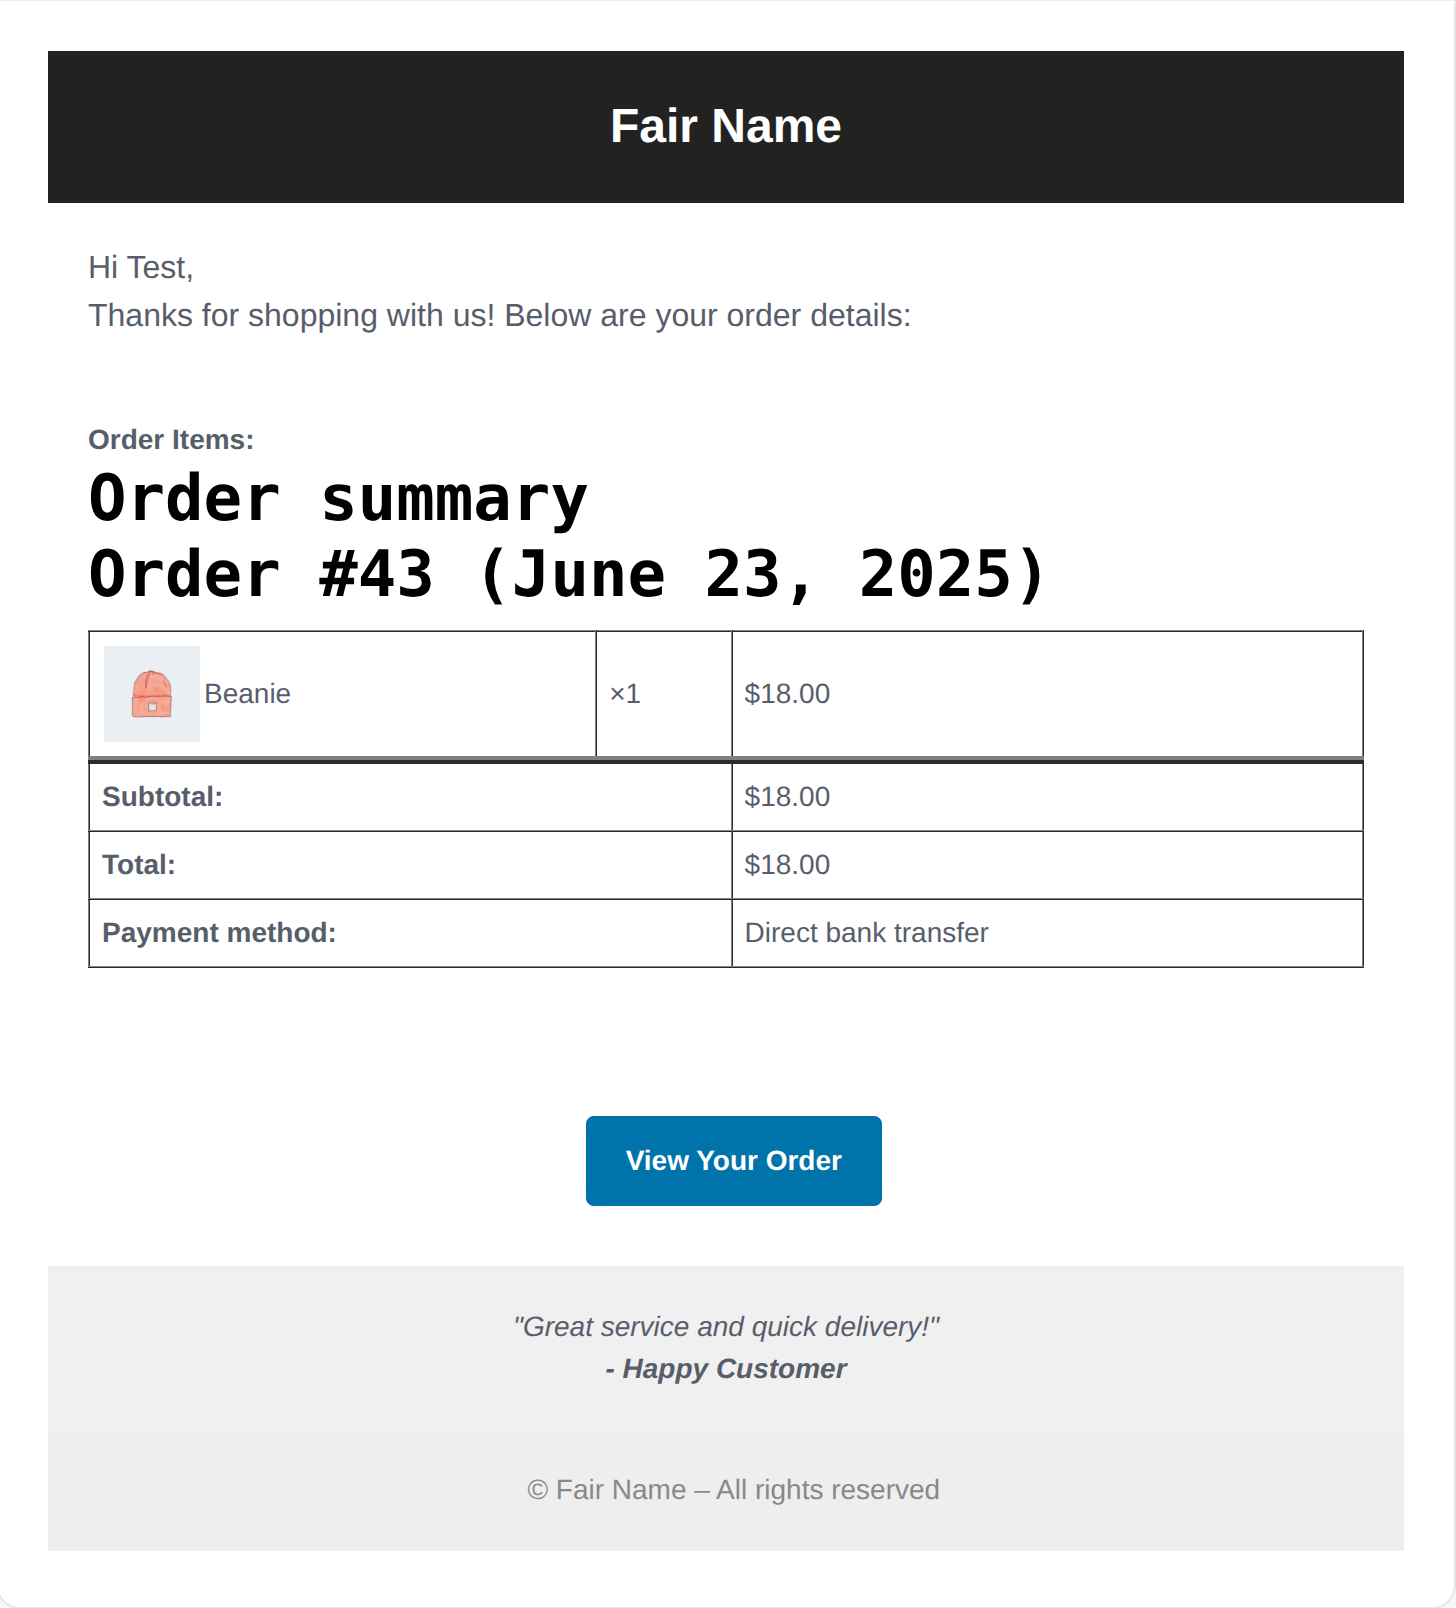 Fair Name
Hi Test,
Thanks for shopping with us! Below are your order details:
Order Items:
Order summary
Order #43 (June 23, 2025)
Beanie ×1 $18.00
Subtotal: $18.00
Total: $18.00
Payment method: Direct bank transfer
View Your Order
"Great service and quick delivery!"
- Happy Customer
© Fair Name – All rights reserved